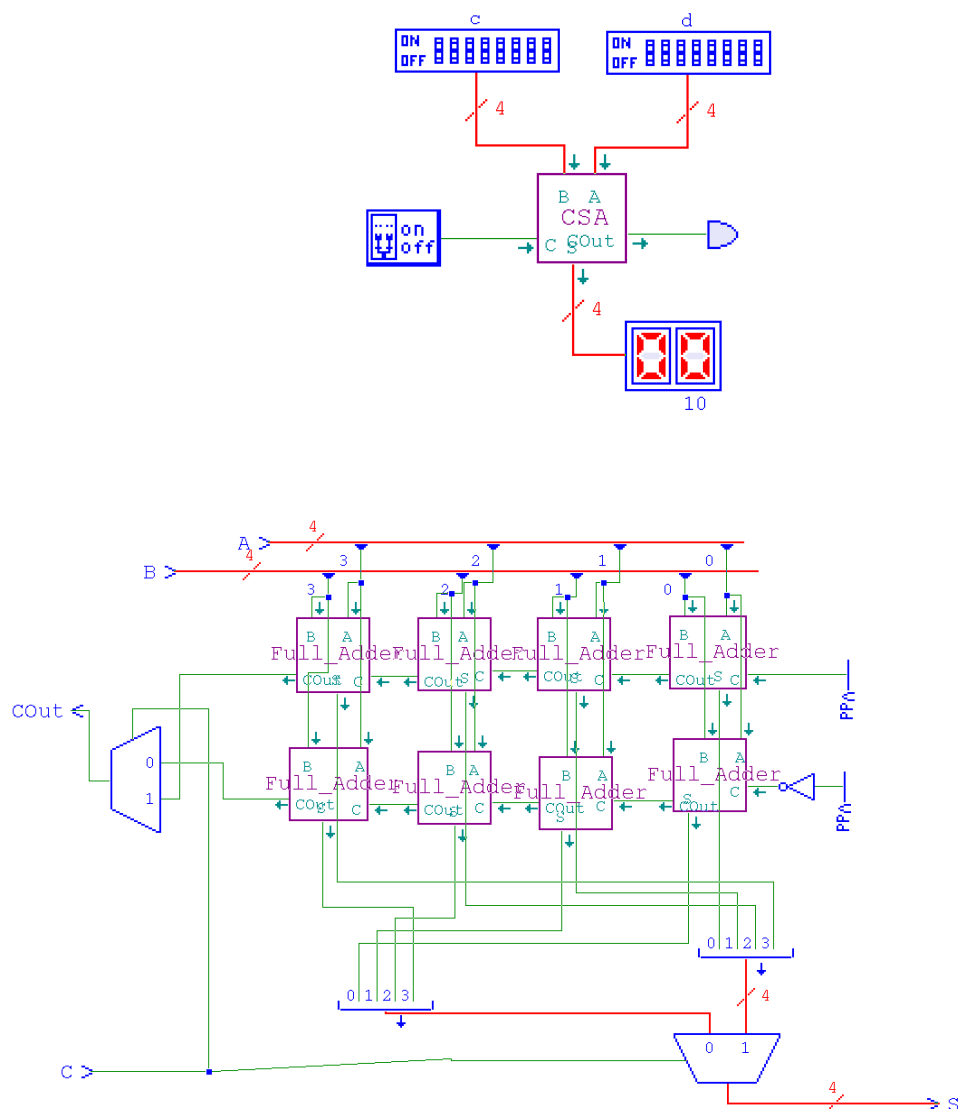 c d
ON OFF
ON OFF
4 4
B A
CSA
C S COut
on off
4
10
A 4
3 2 1 0
B 4
3 2 1 0
B A B A B A B A
Full_Adder Full_Adder Full_Adder Full_Adder
COut S C COut S C COut S C COut S C
VDD
COut
0
1
B A B A B A B A
Full_Adder Full_Adder Full_Adder Full_Adder
COut S C COut S C COut S C COut S C
VDD
0 1 2 3
4
0 1 2 3
0 1
C
4
S